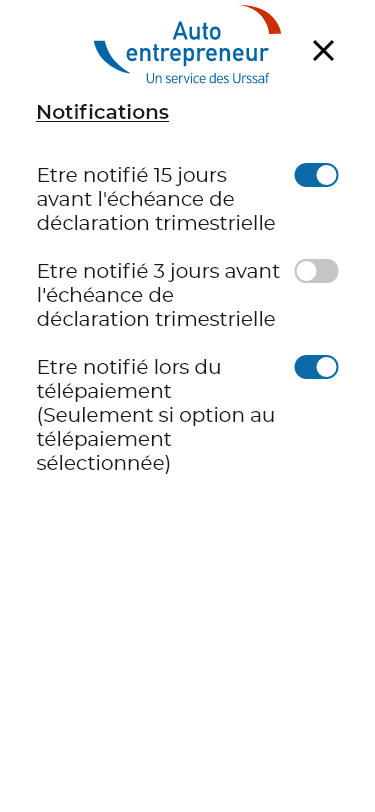 Auto
entrepreneur
Un service des Urssaf
Notifications
Etre notifié 15 jours
avant l'échéance de
déclaration trimestrielle
Etre notifié 3 jours avant
l'échéance de
déclaration trimestrielle
Etre notifié lors du
télépaiement
(Seulement si option au
télépaiement
sélectionnée)